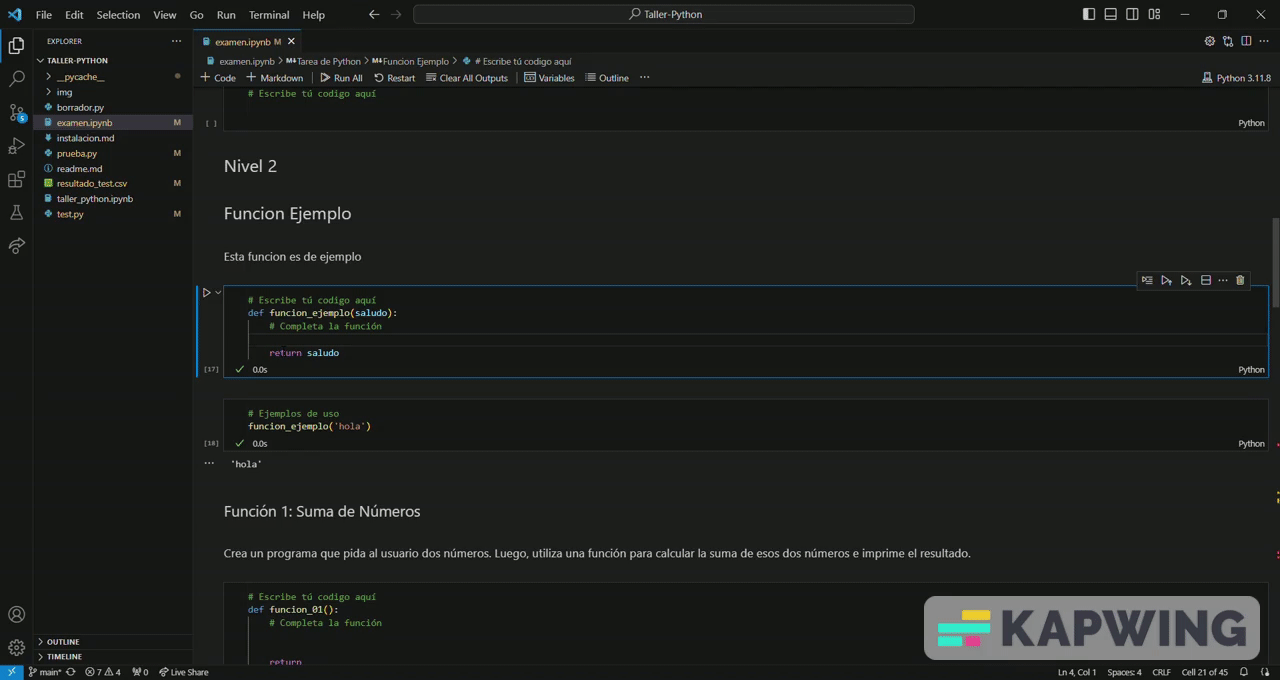 File Edit Selection View Go Run Terminal Help
Taller-Python
EXPLORER
examen.ipynb M
TALLER-PYTHON
__pycache__
img
borrador.py
examen.ipynb M
instalacion.md
prueba.py M
readme.md
resultado_test.csv M
taller_python.ipynb
test.py M
OUTLINE
TIMELINE
examen.ipynb > M↓Tarea de Python > M↓Funcion Ejemplo > # Escribe tú codigo aquí
+ Code + Markdown Run All Restart Clear All Outputs Variables Outline ...
Python 3.11.8
# Escribe tú codigo aquí
[ ]
Python
Nivel 2
Funcion Ejemplo
Esta funcion es de ejemplo
# Escribe tú codigo aquí
def funcion_ejemplo(saludo):
# Completa la función
return saludo
[17] ✓ 0.0s
Python
# Ejemplos de uso
funcion_ejemplo('hola')
[18] ✓ 0.0s
Python
... 'hola'
Función 1: Suma de Números
Crea un programa que pida al usuario dos números. Luego, utiliza una función para calcular la suma de esos dos números e imprime el resultado.
# Escribe tú codigo aquí
def funcion_01():
# Completa la función
return
KAPWING
5
main* 7 4 0 Live Share
Ln 4, Col 1 Spaces: 4 CRLF Cell 21 of 45